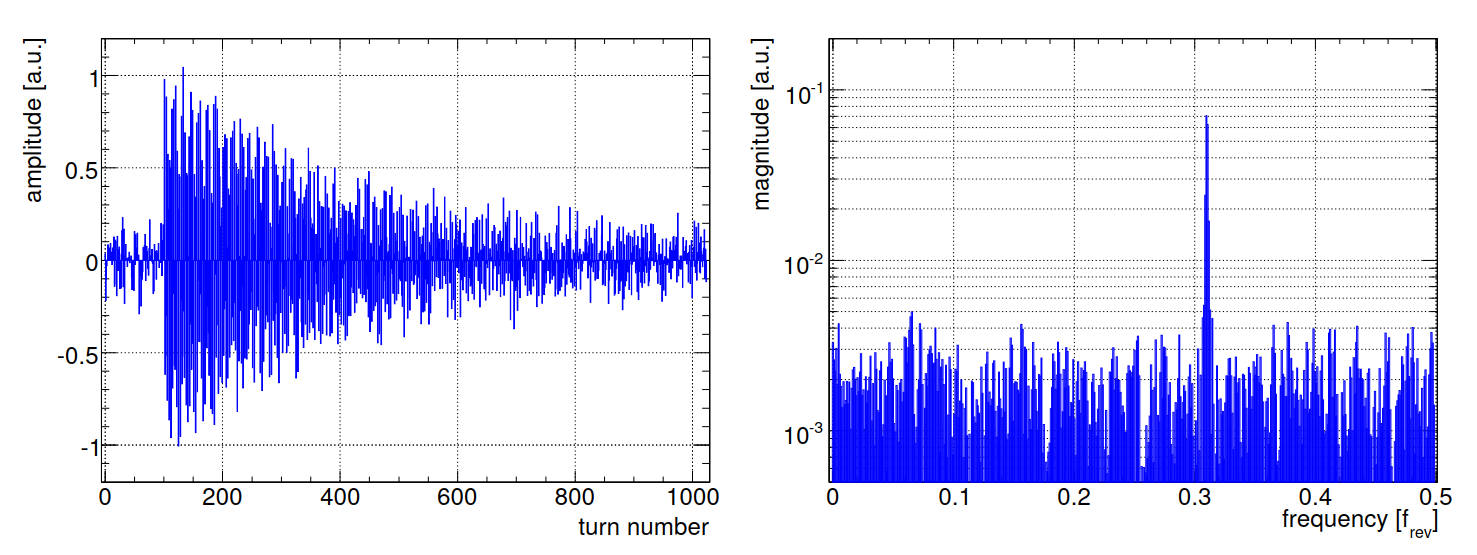 amplitude [a.u.]
1
0.5
0
-0.5
-1
0 200 400 600 800 1000
turn number
magnitude [a.u.]
10-1
10-2
10-3
0 0.1 0.2 0.3 0.4 0.5
frequency [frev]